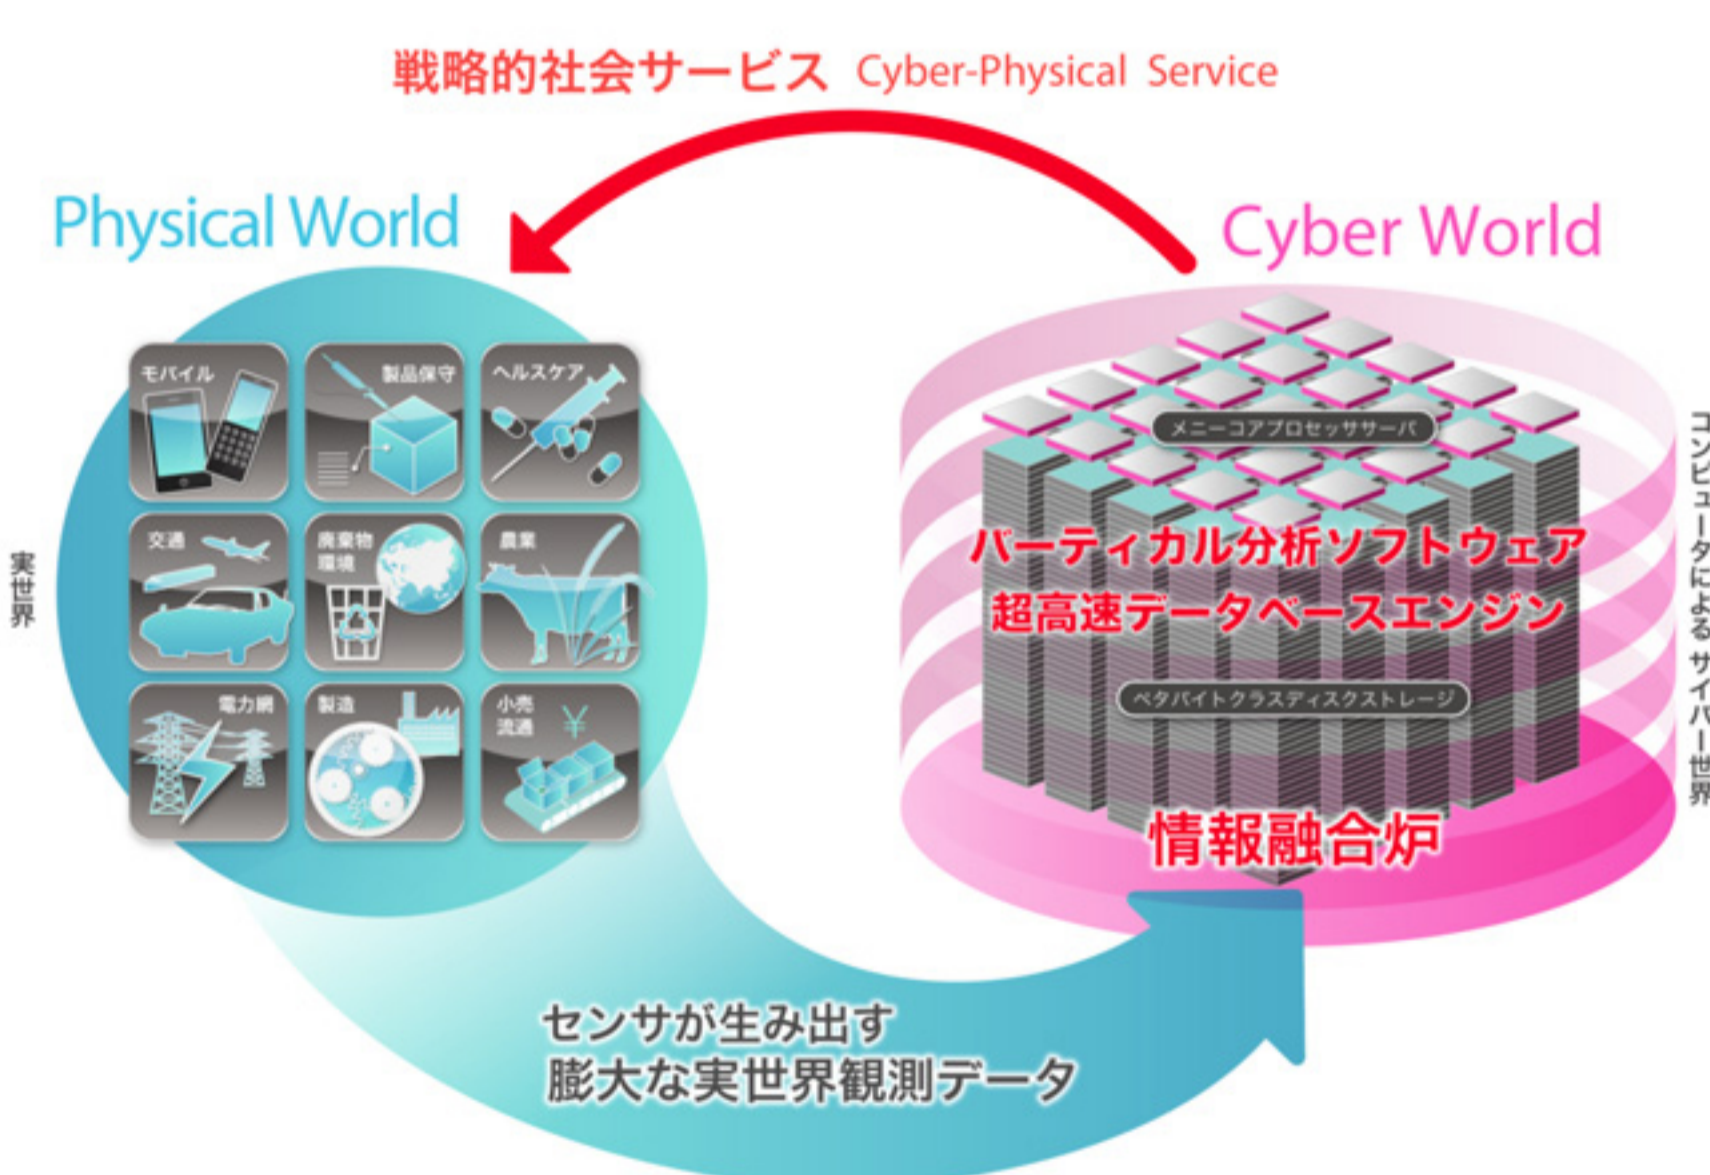 戦略的社会サービス Cyber-Physical Service
Physical World
Cyber World
実世界
モバイル
製品保守
ヘルスケア
交通
廃棄物
環境
農業
電力網
製造
小売
流通
¥
メニーコアプロセッササーバ
バーティカル分析ソフトウェア
超高速データベースエンジン
ペタバイトクラスディスクストレージ
情報融合炉
コンピュータによる サイバー世界
センサが生み出す
膨大な実世界観測データ